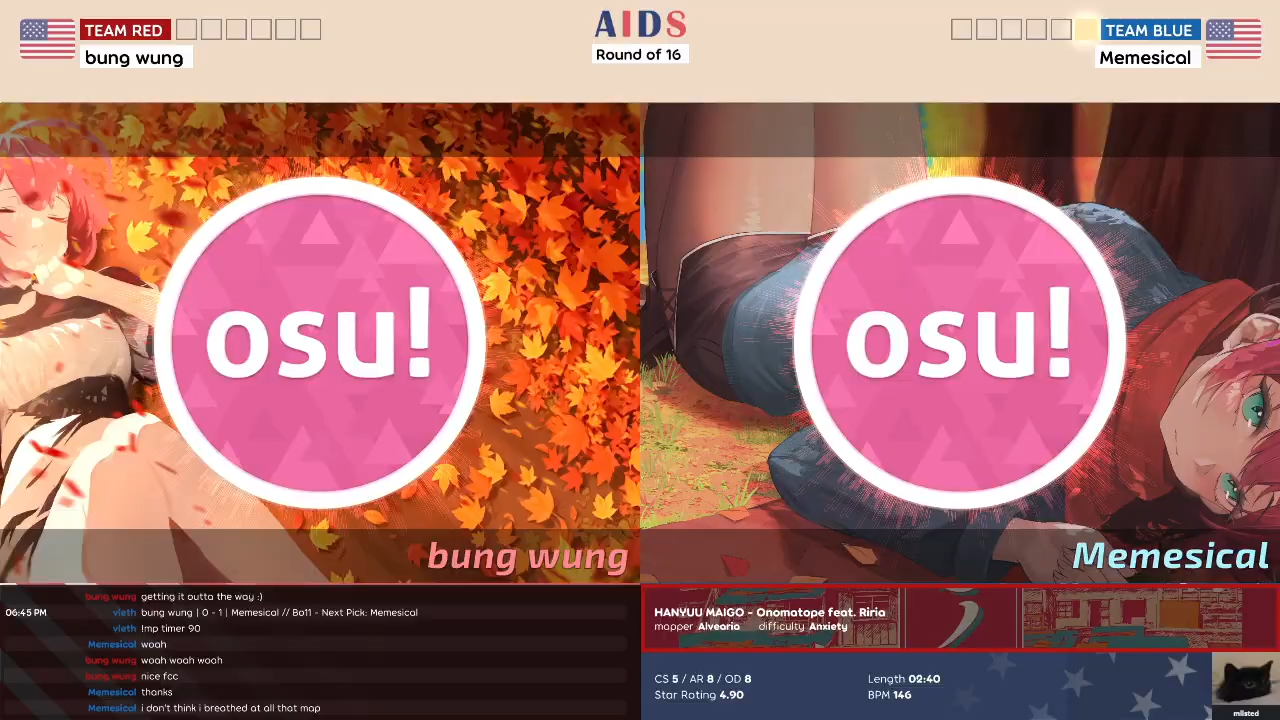 TEAM RED
bung wung
AIDS
Round of 16
TEAM BLUE
Memesical
osu!
osu!
bung wung
Memesical
bung wung getting it outta the way :)
06:45 PM vleth bung wung | 0 - 1 | Memesical // Bo11 - Next Pick: Memesical
vleth !mp timer 90
Memesical woah
bung wung woah woah woah
bung wung nice fcc
Memesical thanks
Memesical i don't think i breathed at all that map
HANYUU MAIGO - Onomatope feat. Riria
mapper Alvearia difficulty Anxiety
CS 5 / AR 8 / OD 8
Star Rating 4.90
Length 02:40
BPM 146
mlisted